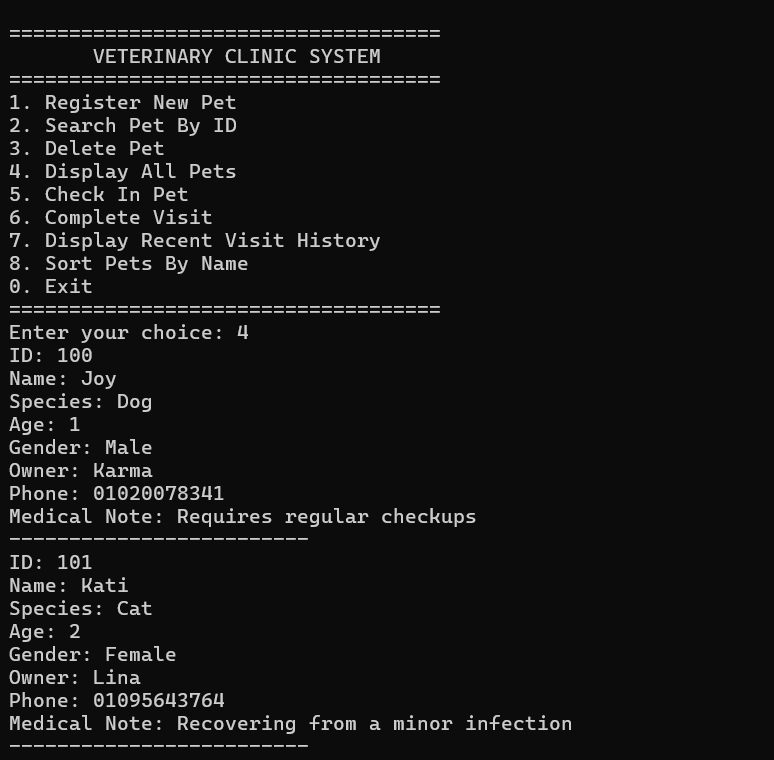 ====================================
       VETERINARY CLINIC SYSTEM
====================================
1. Register New Pet
2. Search Pet By ID
3. Delete Pet
4. Display All Pets
5. Check In Pet
6. Complete Visit
7. Display Recent Visit History
8. Sort Pets By Name
0. Exit
====================================
Enter your choice: 4
ID: 100
Name: Joy
Species: Dog
Age: 1
Gender: Male
Owner: Karma
Phone: 01020078341
Medical Note: Requires regular checkups
-------------------------
ID: 101
Name: Kati
Species: Cat
Age: 2
Gender: Female
Owner: Lina
Phone: 01095643764
Medical Note: Recovering from a minor infection
-------------------------